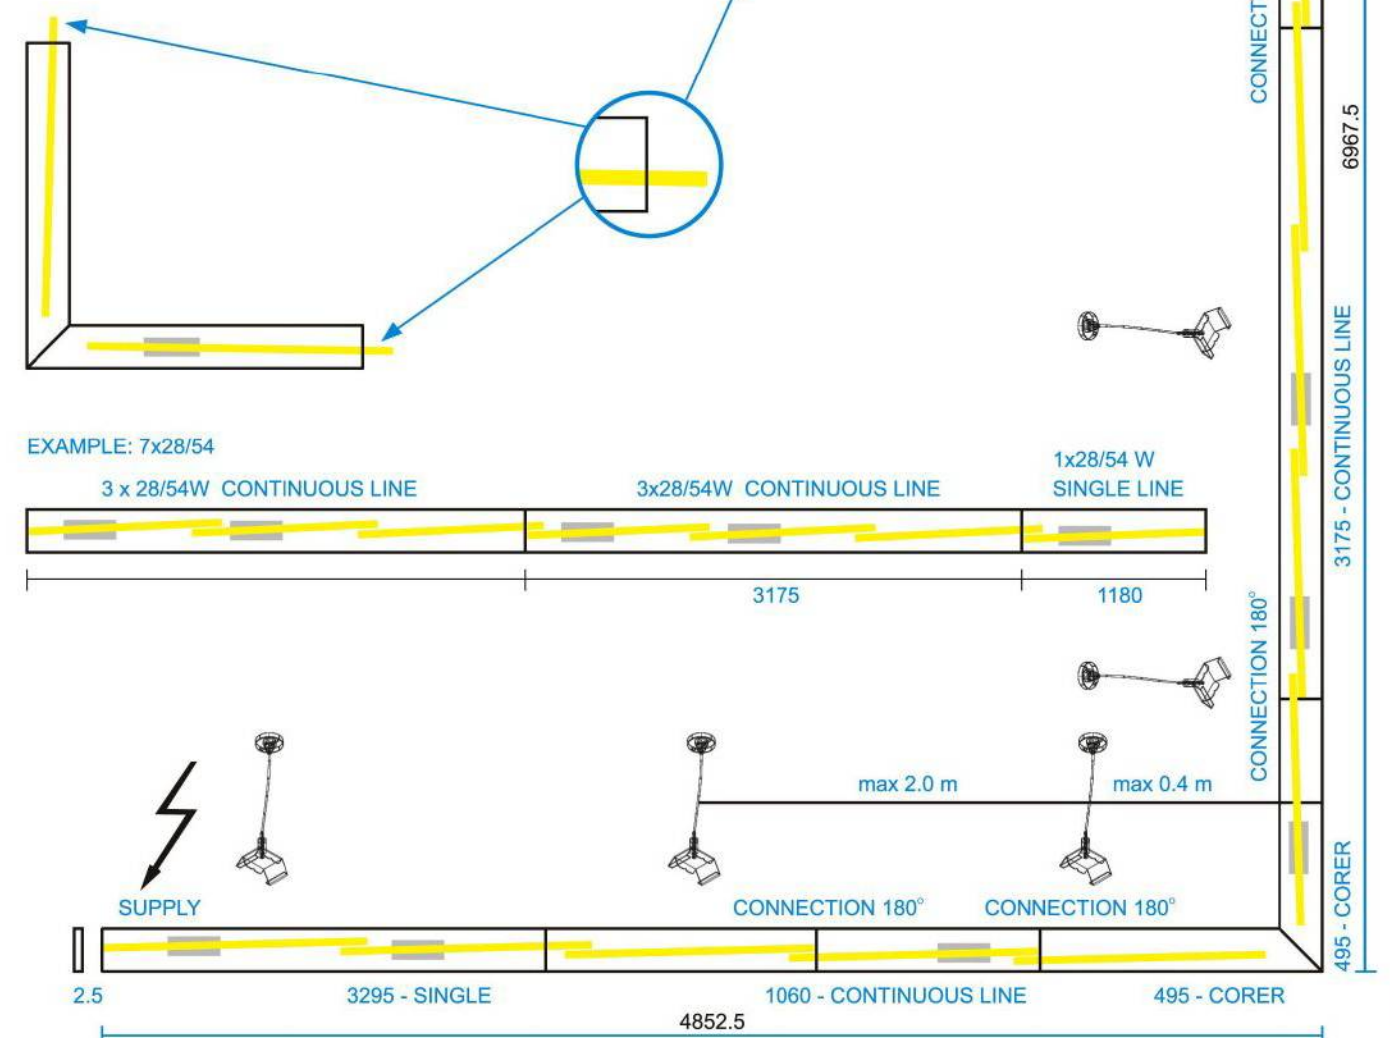 CONNECT
6967.5
3175 - CONTINUOUS LINE
EXAMPLE: 7x28/54
3 x 28/54W CONTINUOUS LINE
3x28/54W CONTINUOUS LINE
1x28/54 W
SINGLE LINE
3175
1180
CONNECTION 180°
max 2.0 m
max 0.4 m
495 - CORER
SUPPLY
CONNECTION 180°
CONNECTION 180°
2.5
3295 - SINGLE
1060 - CONTINUOUS LINE
495 - CORER
4852.5